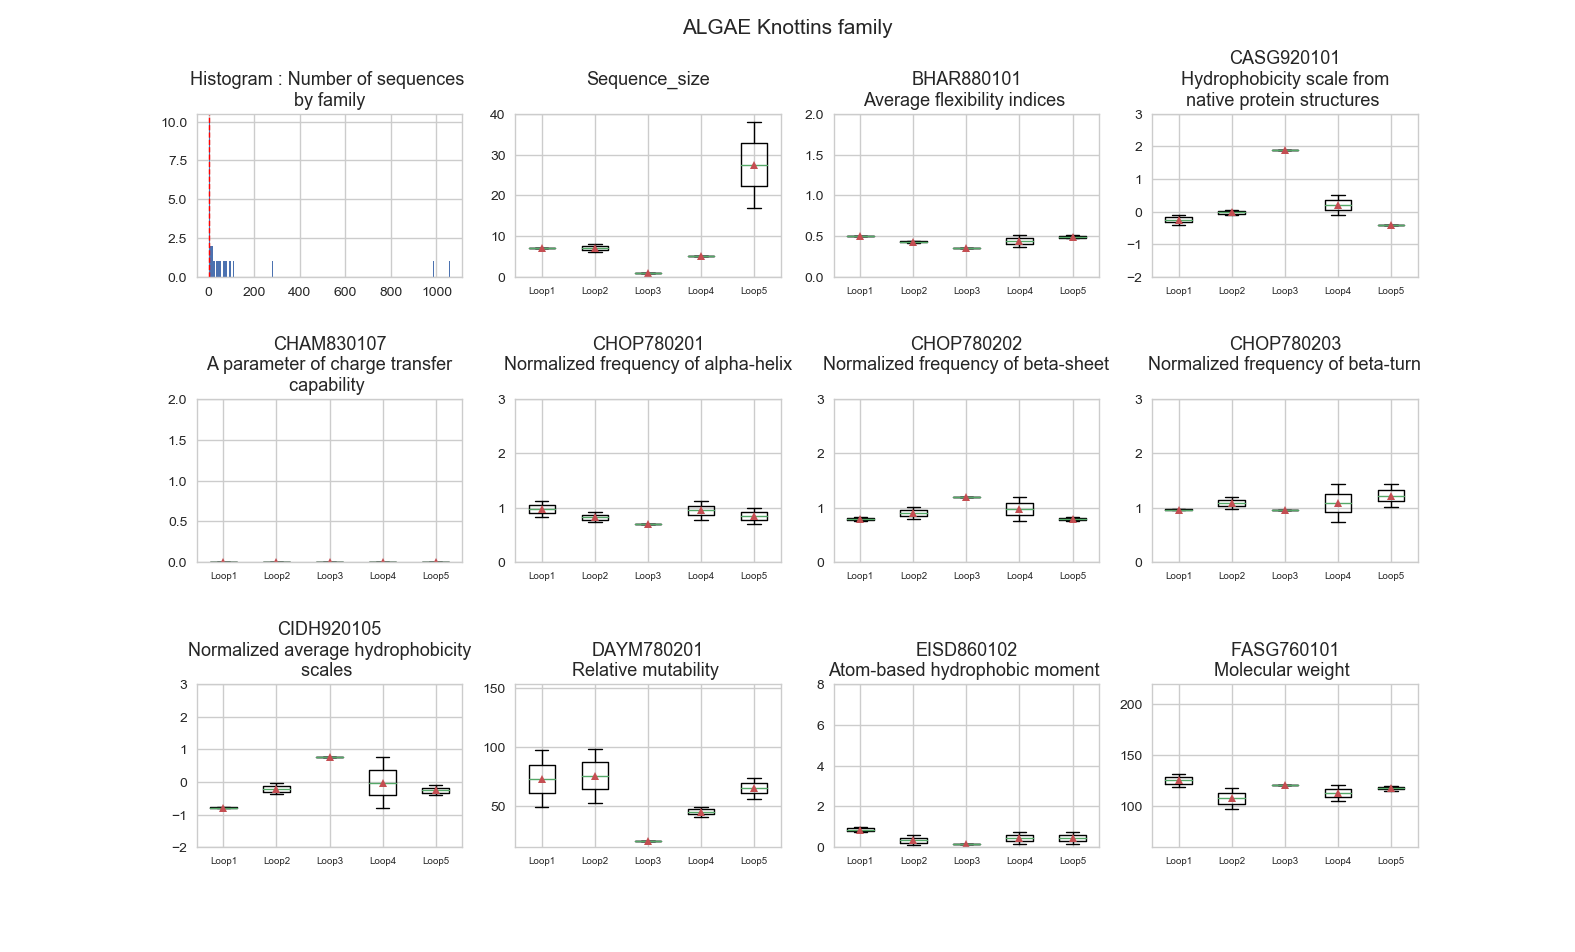 ALGAE Knottins family
Histogram : Number of sequences
by family
10.0
7.5
5.0
2.5
0.0
0 200 400 600 800 1000
Sequence_size
40
30
20
10
0
Loop1 Loop2 Loop3 Loop4 Loop5
BHAR880101
Average flexibility indices
2.0
1.5
1.0
0.5
0.0
Loop1 Loop2 Loop3 Loop4 Loop5
CASG920101
Hydrophobicity scale from
native protein structures
3
2
1
0
−1
−2
Loop1 Loop2 Loop3 Loop4 Loop5
CHAM830107
A parameter of charge transfer
capability
2.0
1.5
1.0
0.5
0.0
Loop1 Loop2 Loop3 Loop4 Loop5
CHOP780201
Normalized frequency of alpha-helix
3
2
1
0
Loop1 Loop2 Loop3 Loop4 Loop5
CHOP780202
Normalized frequency of beta-sheet
3
2
1
0
Loop1 Loop2 Loop3 Loop4 Loop5
CHOP780203
Normalized frequency of beta-turn
3
2
1
0
Loop1 Loop2 Loop3 Loop4 Loop5
CIDH920105
Normalized average hydrophobicity
scales
3
2
1
0
−1
−2
Loop1 Loop2 Loop3 Loop4 Loop5
DAYM780201
Relative mutability
150
100
50
Loop1 Loop2 Loop3 Loop4 Loop5
EISD860102
Atom-based hydrophobic moment
8
6
4
2
0
Loop1 Loop2 Loop3 Loop4 Loop5
FASG760101
Molecular weight
200
150
100
Loop1 Loop2 Loop3 Loop4 Loop5